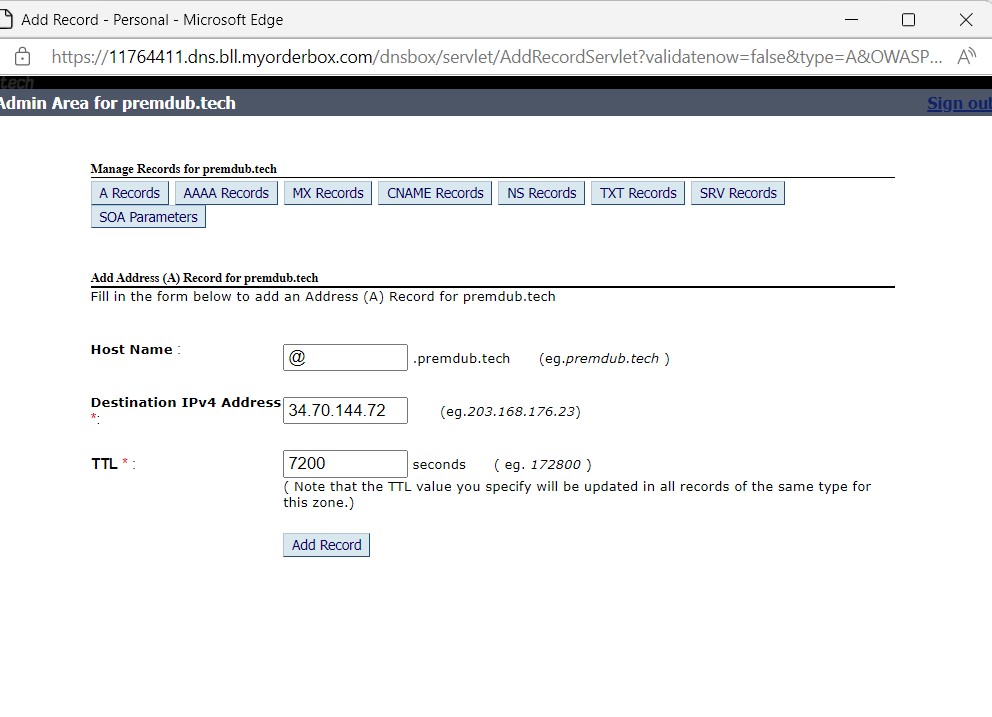 Add Record - Personal - Microsoft Edge
https://11764411.dns.bll.myorderbox.com/dnsbox/servlet/AddRecordServlet?validatenow=false&type=A&OWASP...
tech
Admin Area for premdub.tech Sign out
Manage Records for premdub.tech
A Records AAAA Records MX Records CNAME Records NS Records TXT Records SRV Records
SOA Parameters
Add Address (A) Record for premdub.tech
Fill in the form below to add an Address (A) Record for premdub.tech
Host Name :
@ .premdub.tech (eg.premdub.tech )
Destination IPv4 Address
*: 34.70.144.72 (eg.203.168.176.23)
TTL * : 7200 seconds ( eg. 172800 )
( Note that the TTL value you specify will be updated in all records of the same type for
this zone.)
Add Record